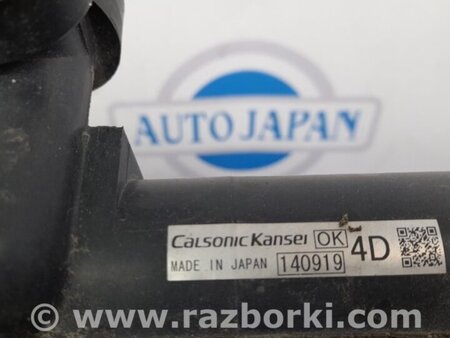 AUTO JAPAN
CalsonicKansei OK 4D
MADE IN JAPAN 140919
www.razborki.com